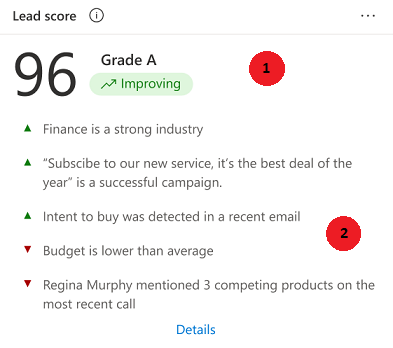 Lead score
96
Grade A
Improving
1
Finance is a strong industry
“Subscibe to our new service, it’s the best deal of the
year” is a successful campaign.
Intent to buy was detected in a recent email
2
Budget is lower than average
Regina Murphy mentioned 3 competing products on the
most recent call
Details